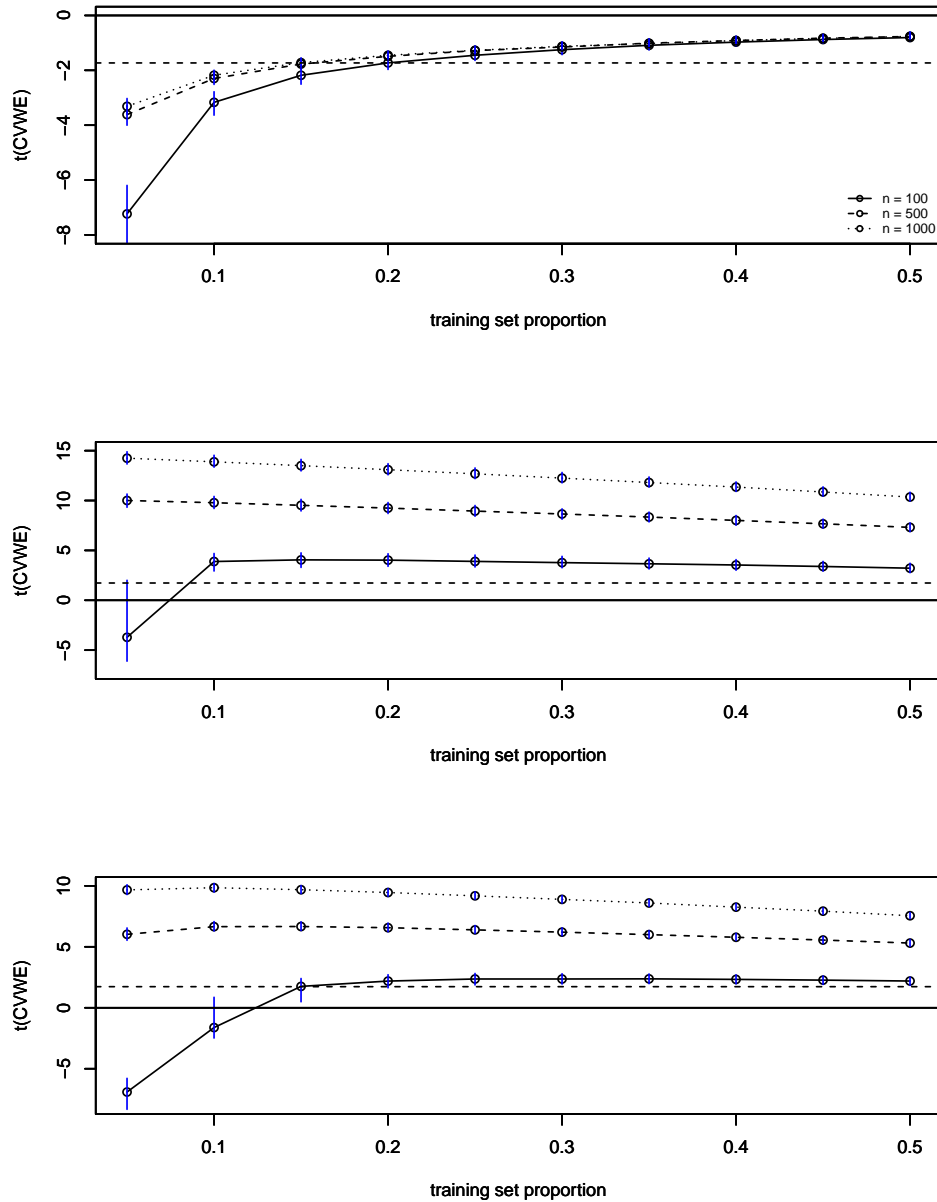 t(CVWE)
0
−2
−4
−6
−8
n = 100
n = 500
n = 1000
0.1 0.2 0.3 0.4 0.5
training set proportion
t(CVWE)
15
10
5
0
−5
0.1 0.2 0.3 0.4 0.5
training set proportion
t(CVWE)
10
5
0
−5
0.1 0.2 0.3 0.4 0.5
training set proportion